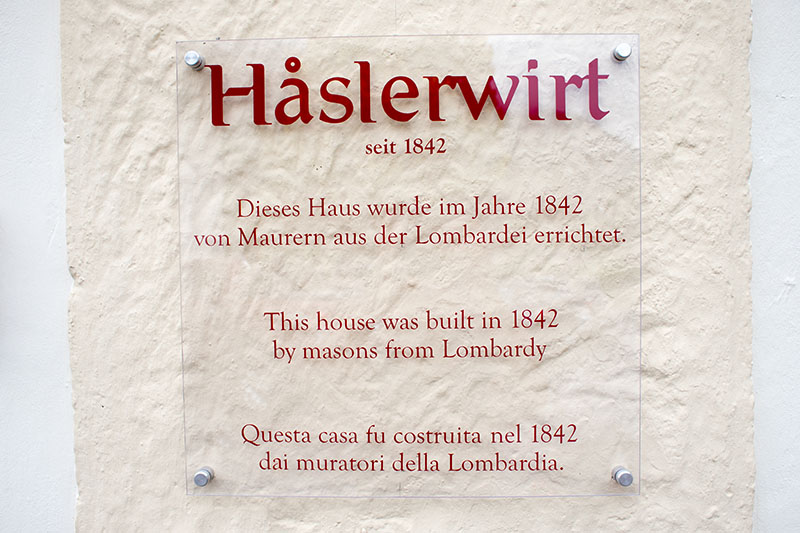 Håslerwirt
seit 1842
Dieses Haus wurde im Jahre 1842
von Maurern aus der Lombardei errichtet.
This house was built in 1842
by masons from Lombardy
Questa casa fu costruita nel 1842
dai muratori della Lombardia.